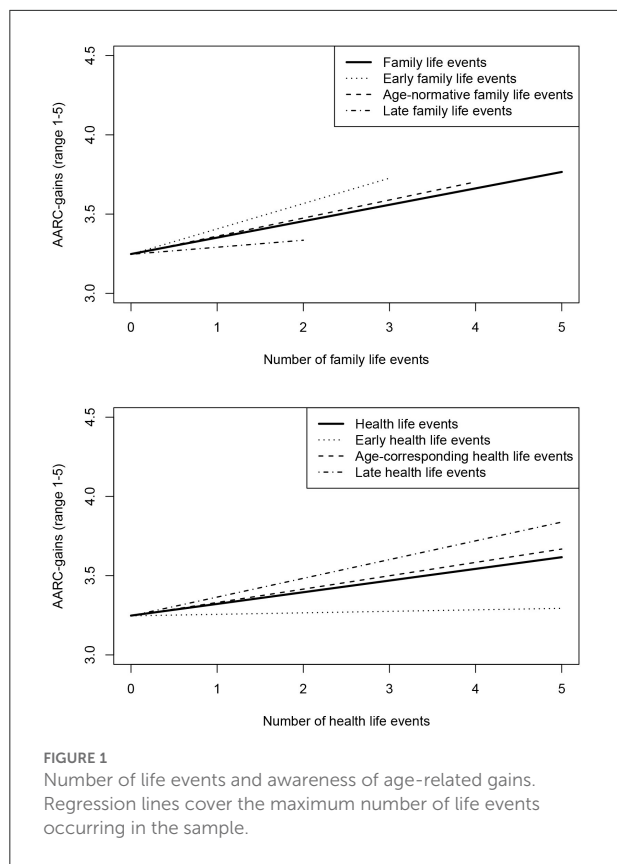 AARC-gains (range 1-5)
4.5
4.0
3.5
3.0
Family life events
Early family life events
Age-normative family life events
Late family life events
0 1 2 3 4 5
Number of family life events
AARC-gains (range 1-5)
4.5
4.0
3.5
3.0
Health life events
Early health life events
Age-corresponding health life events
Late health life events
0 1 2 3 4 5
Number of health life events
FIGURE 1
Number of life events and awareness of age-related gains.
Regression lines cover the maximum number of life events
occurring in the sample.